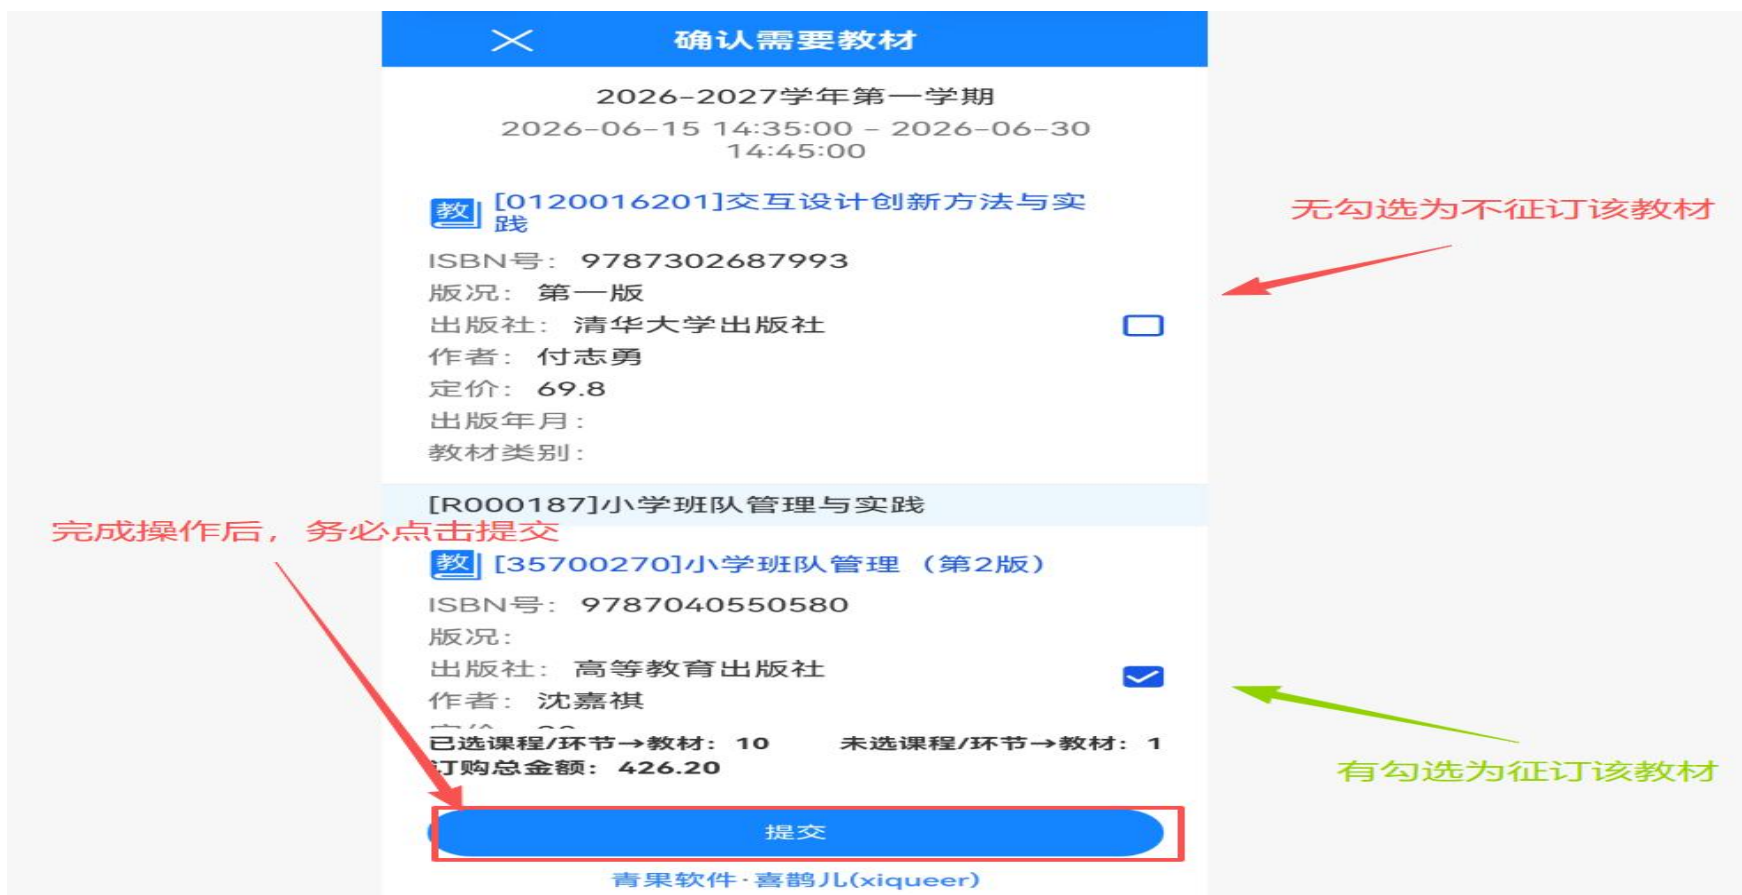 确认需要教材
2026-2027学年第一学期
2026-06-15 14:35:00 - 2026-06-30
14:45:00
教 [0120016201]交互设计创新方法与实
践
无勾选为不征订该教材
ISBN号: 9787302687993
版况: 第一版
出版社: 清华大学出版社
作者: 付志勇
定价: 69.8
出版年月:
教材类别:
[R000187]小学班队管理与实践
完成操作后，务必点击提交
教 [35700270]小学班队管理（第2版）
ISBN号: 9787040550580
版况:
出版社: 高等教育出版社
作者: 沈嘉祺
已选课程/环节→教材: 10 未选课程/环节→教材: 1
订购总金额: 426.20
有勾选为征订该教材
提交
青果软件·喜鹊儿(xiqueer)